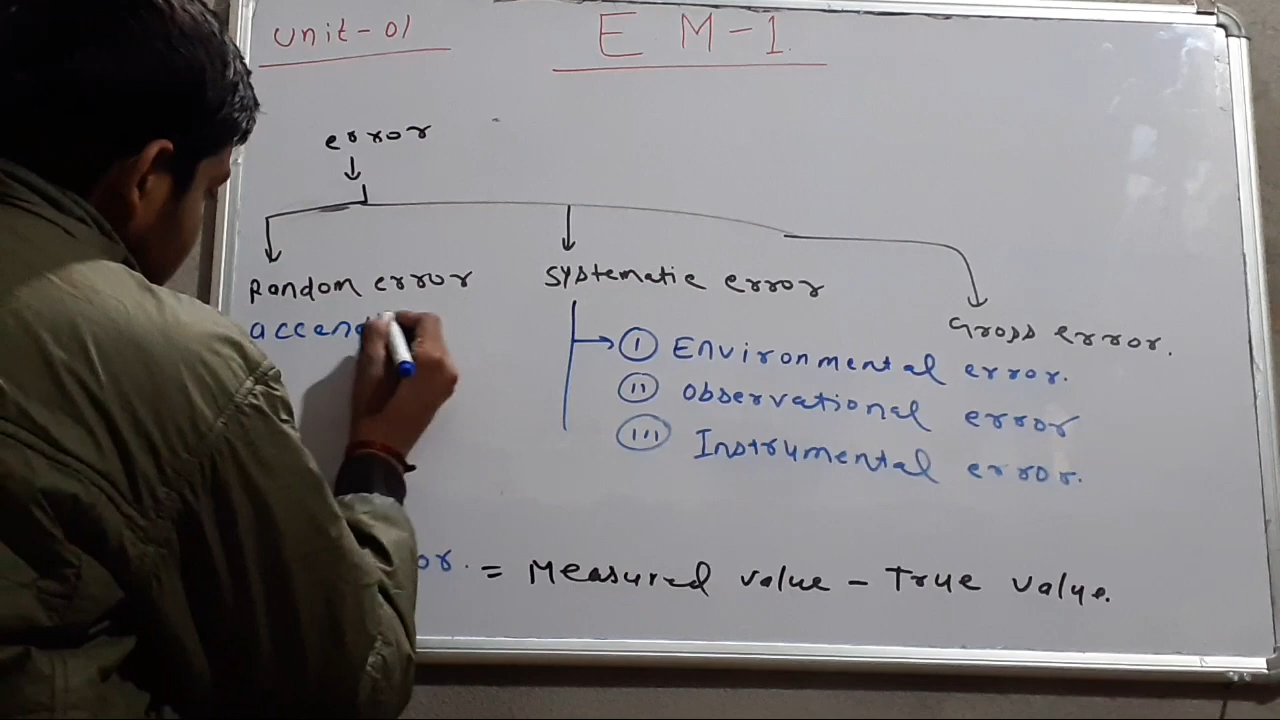 Unit-01
E M-1.
error
Random error
Systematic error
Gross error.
(i) Environmental error.
(ii) Observational error
(iii) Instrumental error.
= Measured value - True value.